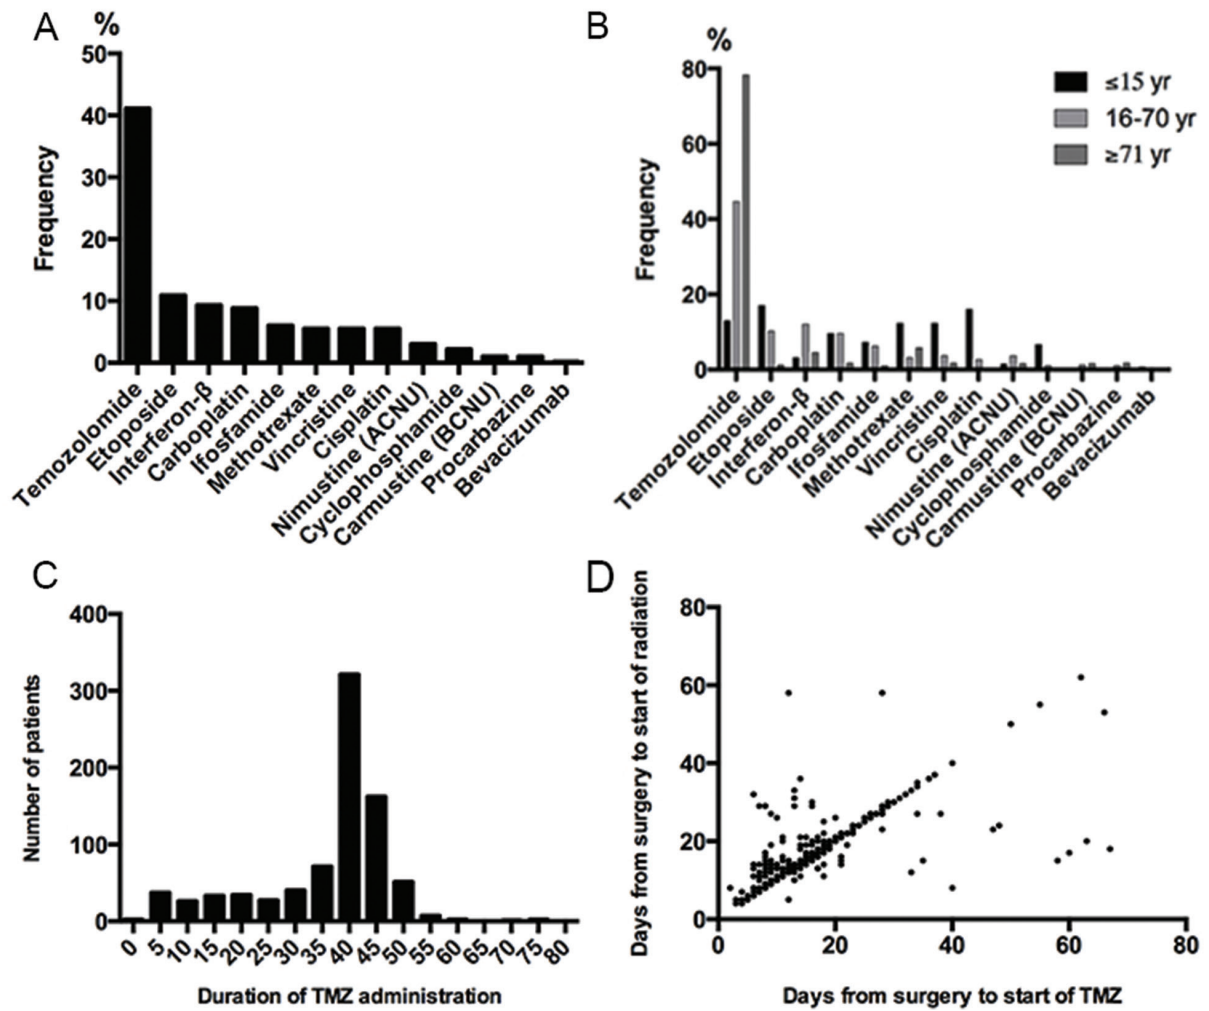 A
%
50
40
30
20
10
0
Frequency
Temozolomide
Etoposide
Interferon-β
Carboplatin
Ifosfamide
Methotrexate
Vincristine
Cisplatin
Nimustine (ACNU)
Cyclophosphamide
Carmustine (BCNU)
Procarbazine
Bevacizumab
B
%
80
60
40
20
0
Frequency
≤15 yr
16-70 yr
≥71 yr
Temozolomide
Etoposide
Interferon-β
Carboplatin
Ifosfamide
Methotrexate
Vincristine
Cisplatin
Nimustine (ACNU)
Cyclophosphamide
Carmustine (BCNU)
Procarbazine
Bevacizumab
C
400
300
200
100
0
Number of patients
0 5 10 15 20 25 30 35 40 45 50 55 60 65 70 75 80
Duration of TMZ administration
D
80
60
40
20
0
Days from surgery to start of radiation
0 20 40 60 80
Days from surgery to start of TMZ